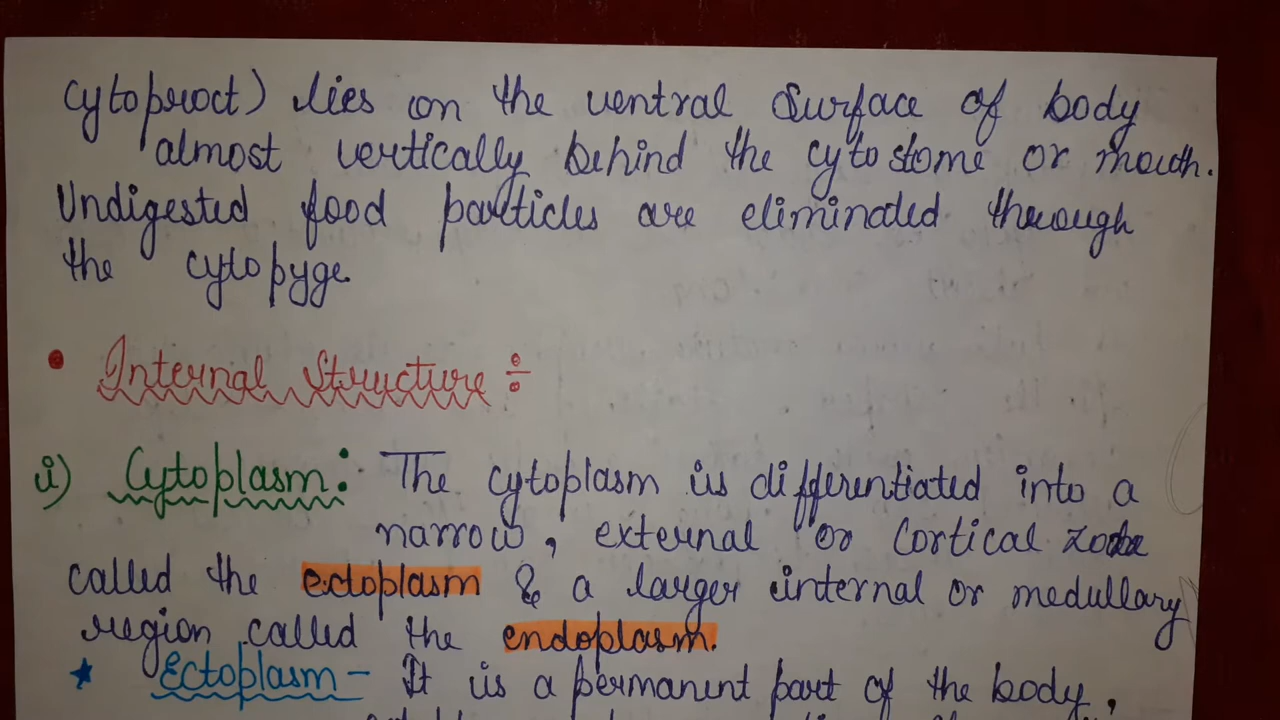 cytoproct) lies on the ventral Surface of body
almost vertically behind the cytostome or mouth.
Undigested food particles are eliminated through
the cytopyge.
• Internal Structure ÷
i) Cytoplasm: The cytoplasm is differentiated into a
narrow, external or cortical
called the ectoplasm & a larger internal or medullary
region called the endoplasm.
★ Ectoplasm- It is a permanent part of the body,